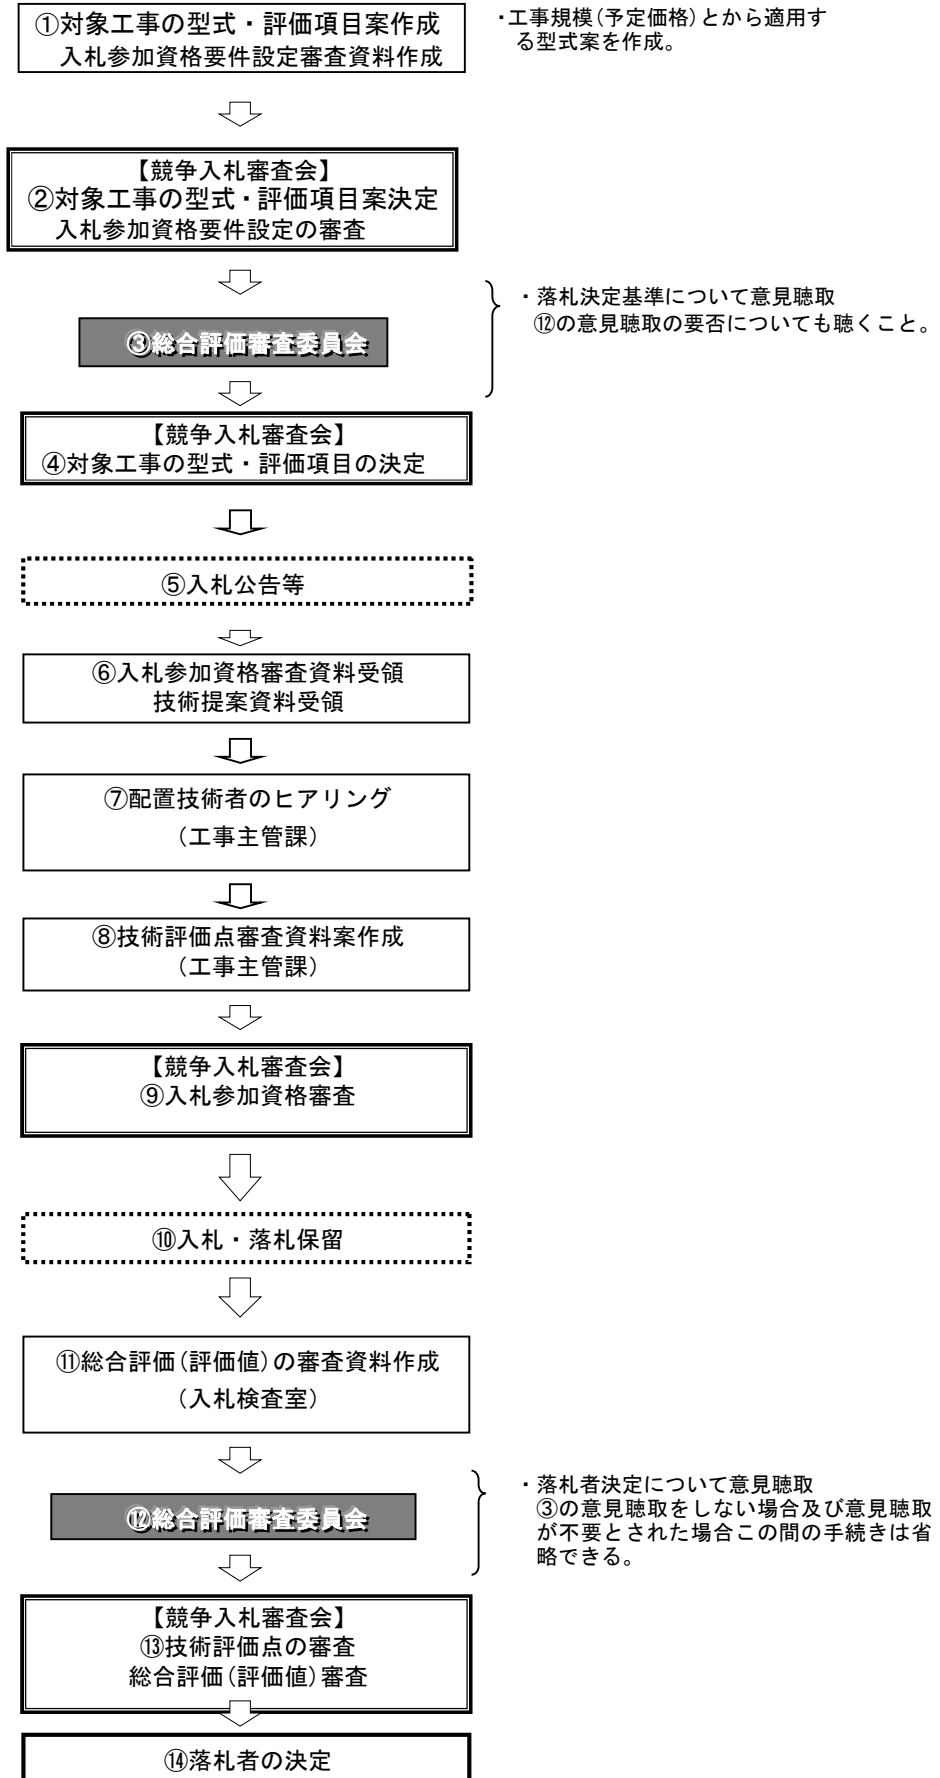 ①対象工事の型式・評価項目案作成
入札参加資格要件設定審査資料作成
・工事規模(予定価格)とから適用す
る型式案を作成。
【競争入札審査会】
②対象工事の型式・評価項目案決定
入札参加資格要件設定の審査
・落札決定基準について意見聴取
⑫の意見聴取の要否についても聴くこと。
③総合評価審査委員会
【競争入札審査会】
④対象工事の型式・評価項目の決定
⑤入札公告等
⑥入札参加資格審査資料受領
技術提案資料受領
⑦配置技術者のヒアリング
(工事主管課)
⑧技術評価点審査資料案作成
(工事主管課)
【競争入札審査会】
⑨入札参加資格審査
⑩入札・落札保留
⑪総合評価(評価値)の審査資料作成
(入札検査室)
・落札者決定について意見聴取
③の意見聴取をしない場合及び意見聴取
が不要とされた場合この間の手続きは省
略できる。
⑫総合評価審査委員会
【競争入札審査会】
⑬技術評価点の審査
総合評価(評価値)審査
⑭落札者の決定